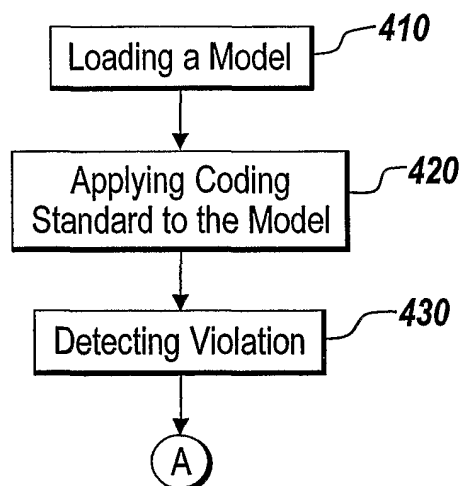 410
Loading a Model
420
Applying Coding
Standard to the Model
430
Detecting Violation
A